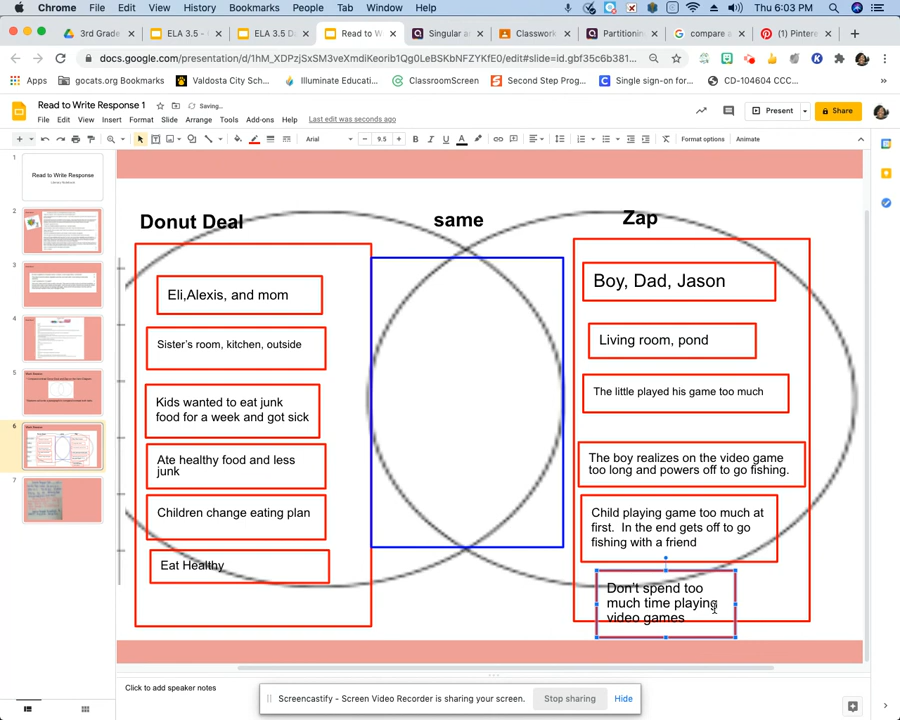 Chrome File Edit View History Bookmarks People Tab Window Help Thu 6:03 PM
3rd Grade ELA 3.5 - ELA 3.5 D Read to W Singular a Classwork Partitionin compare a Pinter
docs.google.com/presentation/d/1hM_XDPzjSxSM3veXmdiKeorib1Qg0LeBSKbNFZYKfE0/edit#slide=id.gbf35c6b381...
Apps gocats.org Bookmarks Valdosta City Sch... Illuminate Educati... ClassroomScreen Second Step Prog... Single sign-on for... CD-104604 CCC...
Read to Write Response 1 Saving...
File Edit View Insert Format Slide Arrange Tools Add-ons Help Last edit was seconds ago
Present Share
Arial 9.5 B I U A Format options Animate
1
Read to Write Response
2
3
4
5
6
7
Donut Deal
same
Zap
Eli,Alexis, and mom
Sister's room, kitchen, outside
Kids wanted to eat junk
food for a week and got sick
Ate healthy food and less
junk
Children change eating plan
Eat Healthy
Boy, Dad, Jason
Living room, pond
The little played his game too much
The boy realizes on the video game
too long and powers off to go fishing.
Child playing game too much at
first. In the end gets off to go
fishing with a friend
Don't spend too
much time playing
video games
Click to add speaker notes
Screencastify - Screen Video Recorder is sharing your screen. Stop sharing Hide